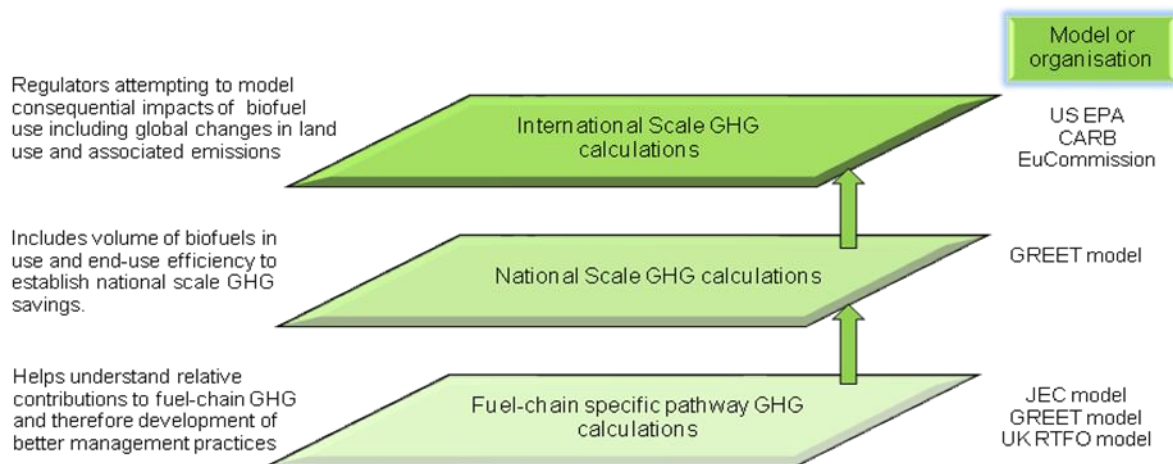 Model or
organisation
Regulators attempting to model
consequential impacts of biofuel
use including global changes in land
use and associated emissions
International Scale GHG
calculations
US EPA
CARB
EuCommission
Includes volume of biofuels in
use and end-use efficiency to
establish national scale GHG
savings.
National Scale GHG calculations
GREET model
Helps understand relative
contributions to fuel-chain GHG
and therefore development of
better management practices
Fuel-chain specific pathway GHG
calculations
JEC model
GREET model
UK RTFO model